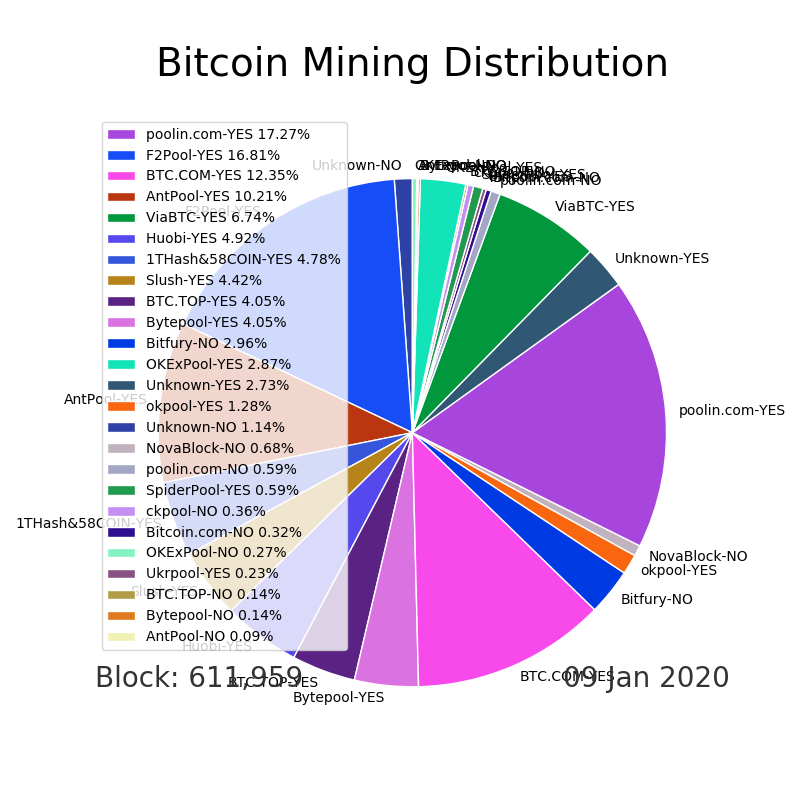 Bitcoin Mining Distribution
poolin.com-YES 17.27%
F2Pool-YES 16.81%
BTC.COM-YES 12.35%
AntPool-YES 10.21%
ViaBTC-YES 6.74%
Huobi-YES 4.92%
1THash&58COIN-YES 4.78%
Slush-YES 4.42%
BTC.TOP-YES 4.05%
Bytepool-YES 4.05%
Bitfury-NO 2.96%
OKExPool-YES 2.87%
Unknown-YES 2.73%
okpool-YES 1.28%
Unknown-NO 1.14%
NovaBlock-NO 0.68%
poolin.com-NO 0.59%
SpiderPool-YES 0.59%
ckpool-NO 0.36%
Bitcoin.com-NO 0.32%
OKExPool-NO 0.27%
Ukrpool-YES 0.23%
BTC.TOP-NO 0.14%
Bytepool-NO 0.14%
AntPool-NO 0.09%
Unknown-NO
poolin.com-NO
ViaBTC-YES
Unknown-YES
poolin.com-YES
NovaBlock-NO
okpool-YES
Bitfury-NO
BTC.COM-YES
Bytepool-YES
BTC.TOP-YES
Huobi-YES
Slush-YES
1THash&58COIN-YES
AntPool-YES
F2Pool-YES
Block: 611,959
09 Jan 2020